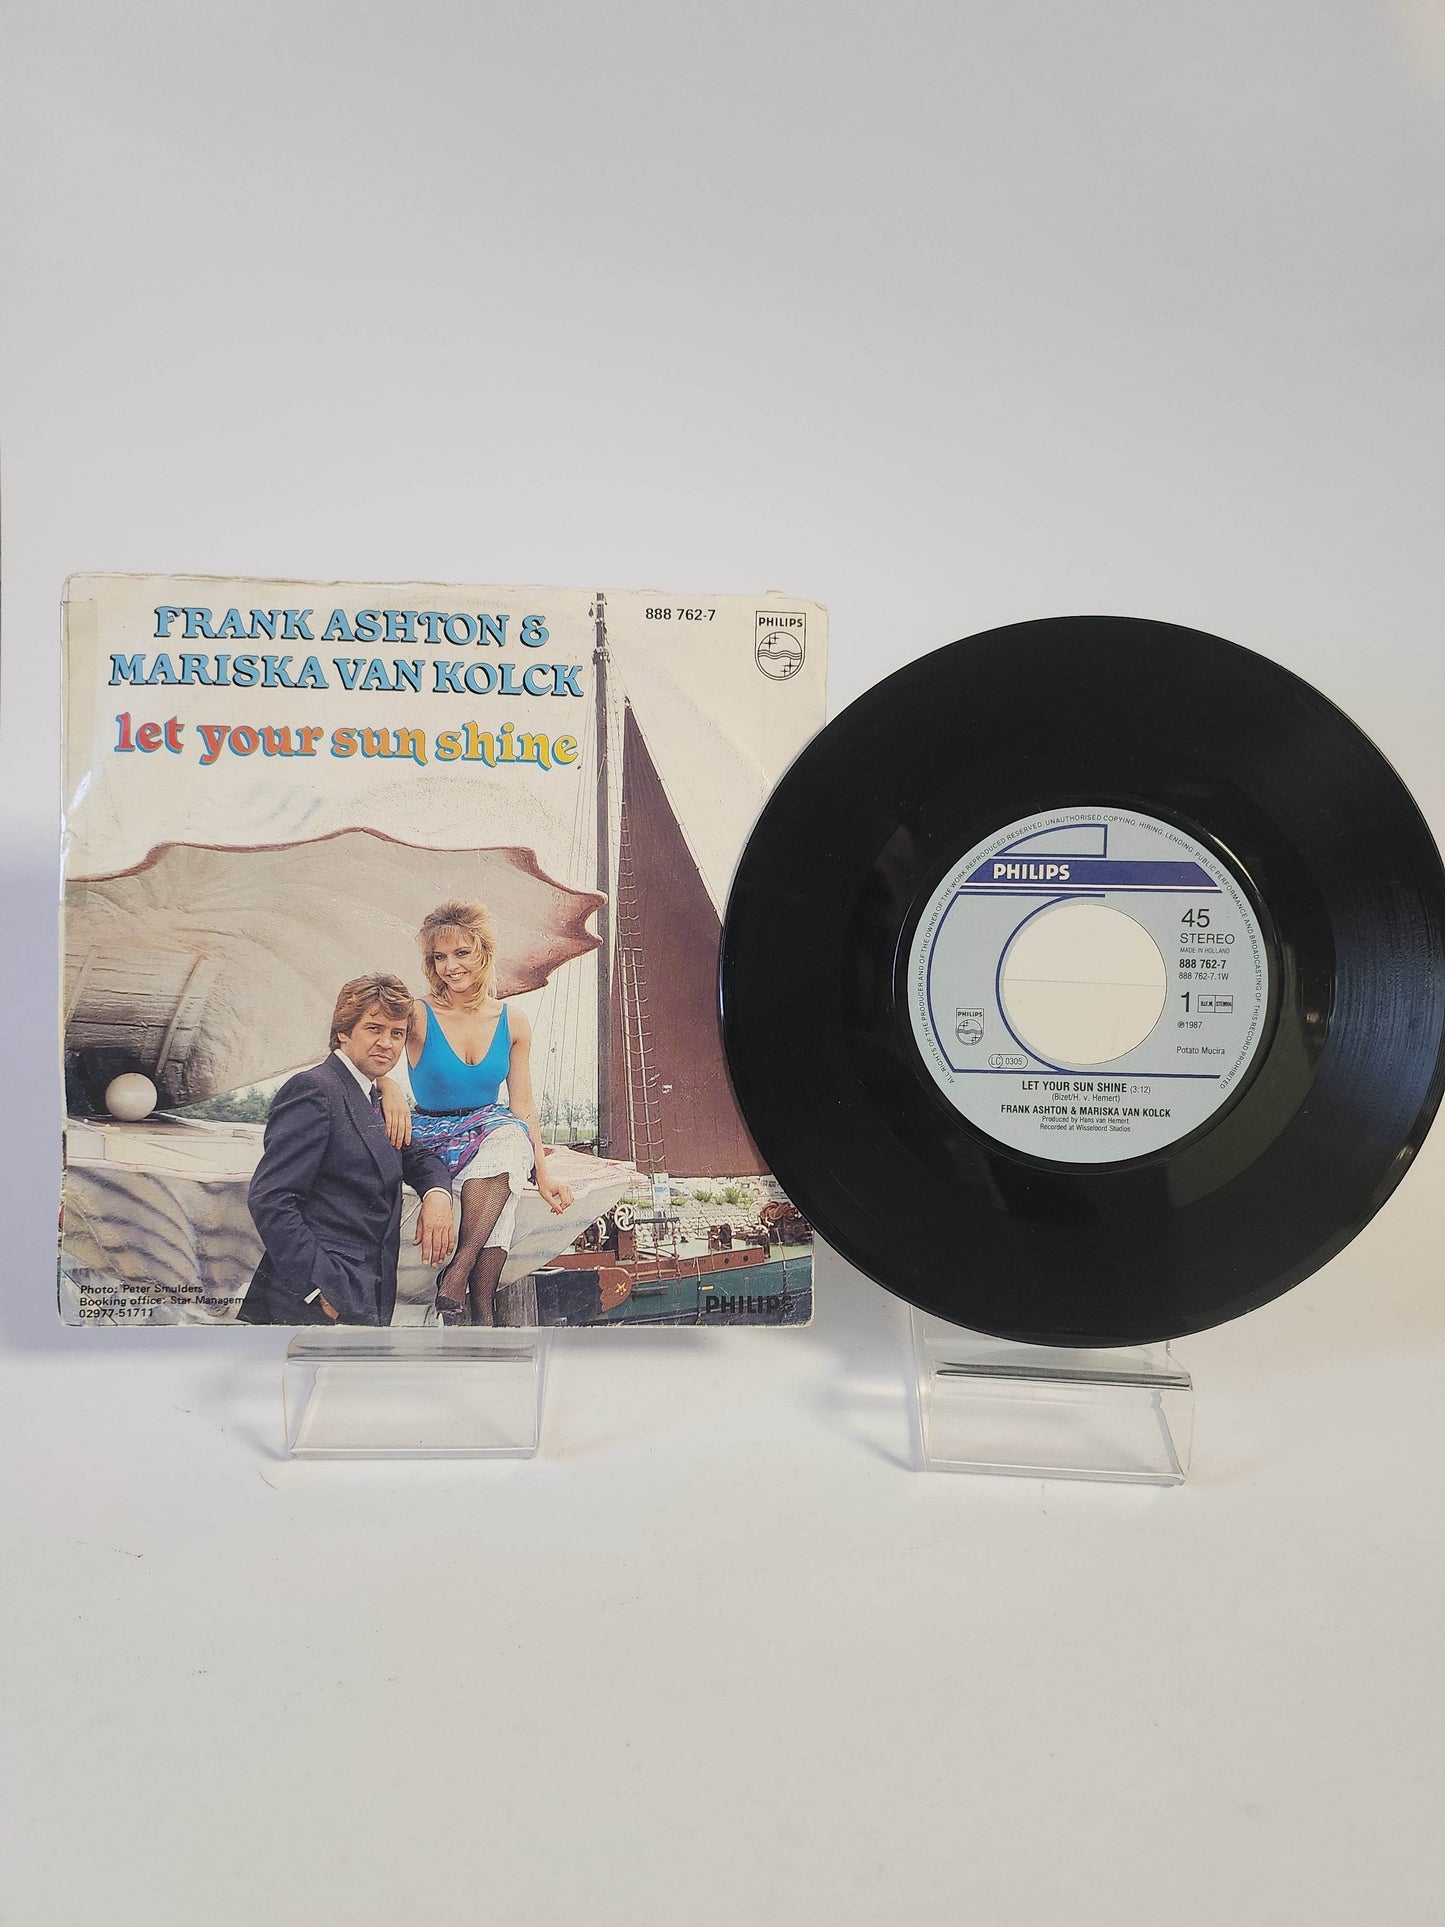 FRANK ASHTON &
MARISKA VAN KOLCK
let your sun shine
888 762-7
PHILIPS
Photo: Peter Smulders
Booking office: Star Managem
02977-51711
PHILIPS
ALL RIGHTS OF THE PRODUCER AND OF THE OWNER OF THE WORK REPRODUCED RESERVED. UNAUTHORISED COPYING, HIRING, LENDING, PUBLIC PERFORMANCE AND BROADCASTING OF THIS RECORD PROHIBITED
PHILIPS
45
STEREO
MADE IN HOLLAND
888 762-7
888 762-7.1W
1 B.I.E.M. STEMRA
℗1987
PHILIPS
Potato Mucira
LC 0305
LET YOUR SUN SHINE (3:12)
(Bizet/H. v. Hemert)
FRANK ASHTON & MARISKA VAN KOLCK
Produced by Hans van Hemert
Recorded at Wisseloord Studios